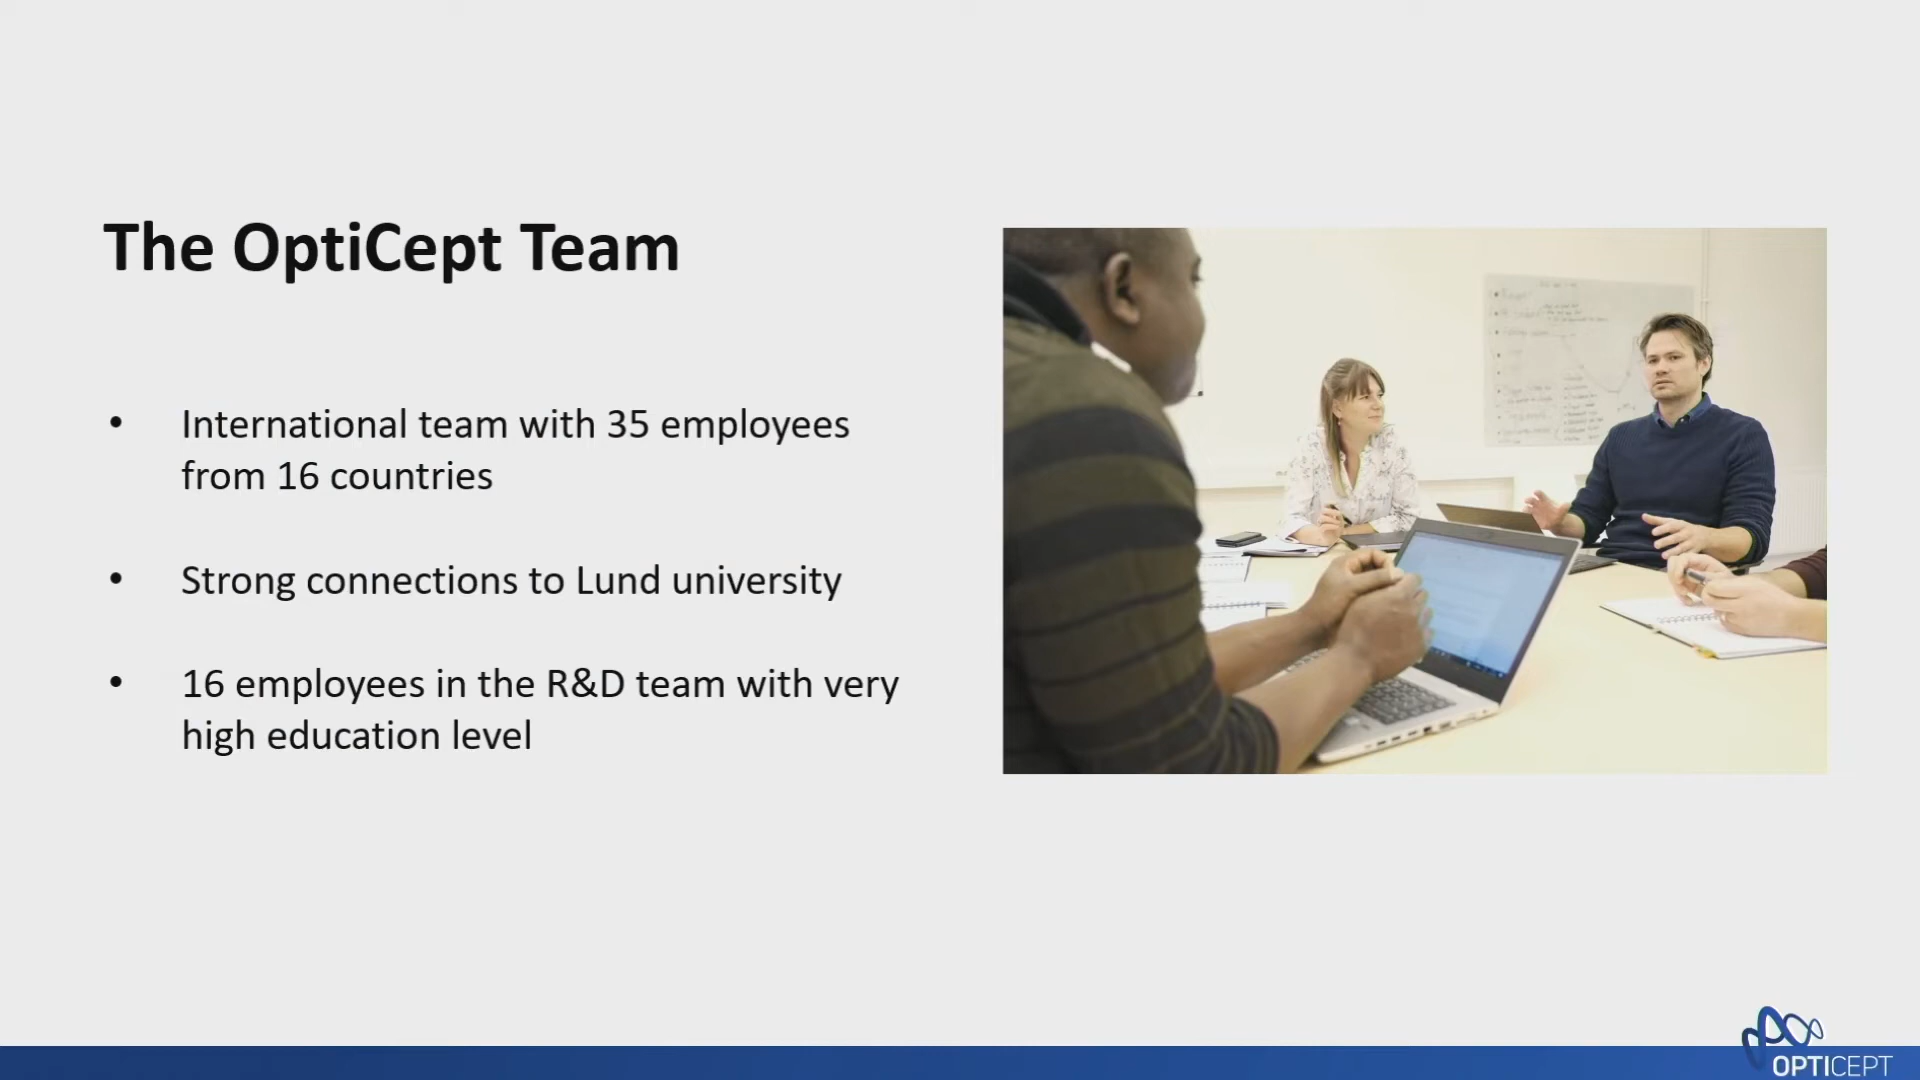 The OptiCept Team
• International team with 35 employees
from 16 countries
• Strong connections to Lund university
• 16 employees in the R&D team with very
high education level
OPTICEPT